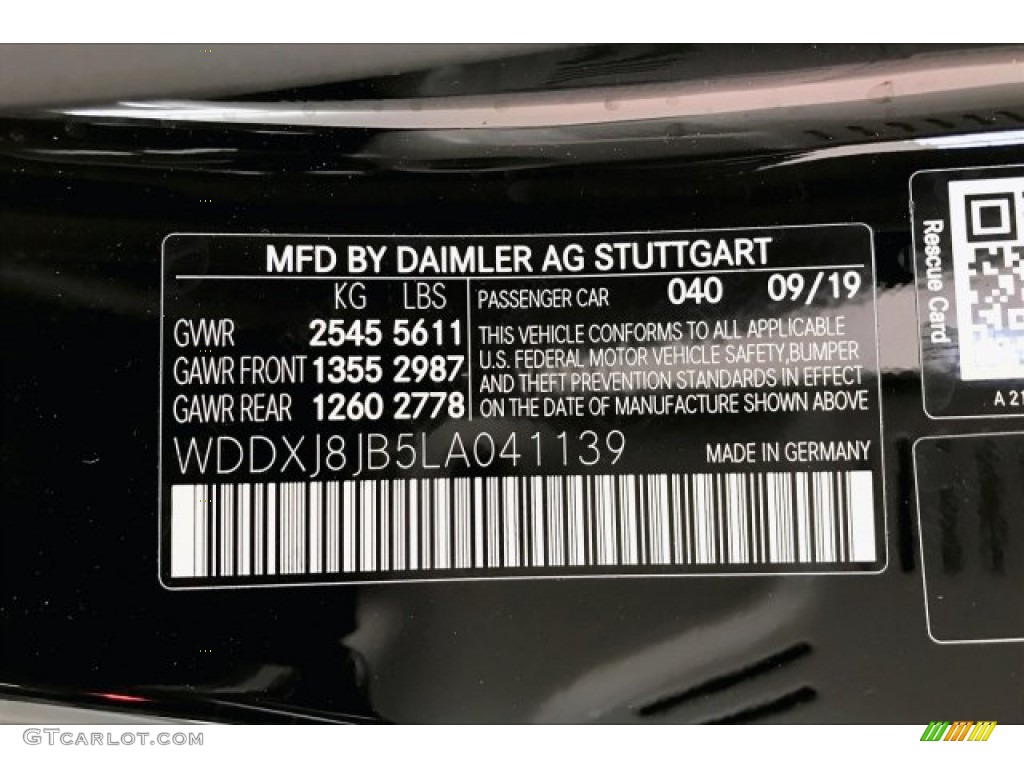 MFD BY DAIMLER AG STUTTGART
KG LBS
GVWR 2545 5611
GAWR FRONT 1355 2987
GAWR REAR 1260 2778
PASSENGER CAR 040 09/19
THIS VEHICLE CONFORMS TO ALL APPLICABLE
U.S. FEDERAL MOTOR VEHICLE SAFETY,BUMPER
AND THEFT PREVENTION STANDARDS IN EFFECT
ON THE DATE OF MANUFACTURE SHOWN ABOVE
WDDXJ8JB5LA041139 MADE IN GERMANY
Rescue Card
GTCARLOT.COM